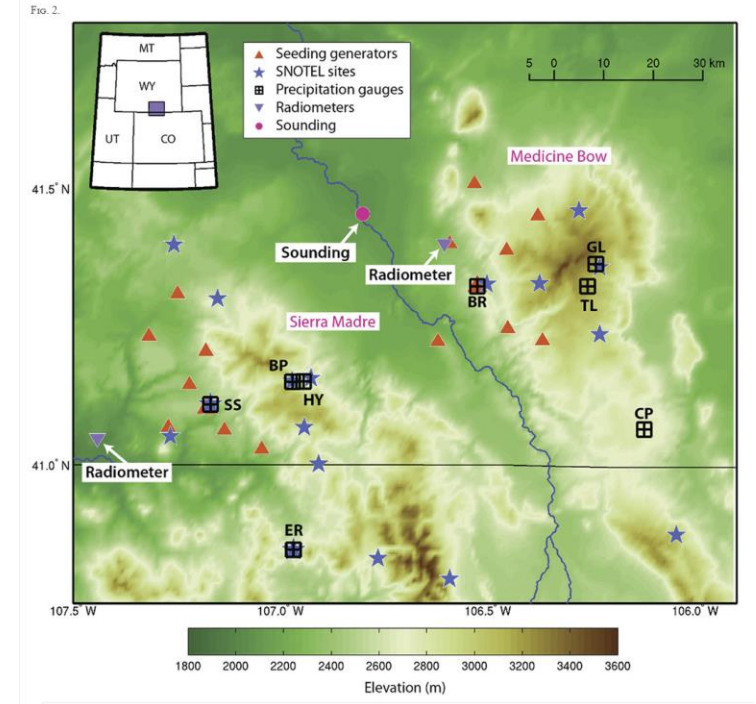 FIG. 2.
MT
WY
UT
CO
Seeding generators
SNOTEL sites
Precipitation gauges
Radiometers
Sounding
5 0 10 20 30 km
Medicine Bow
41.5° N
Sounding
Radiometer
GL
BR
TL
Sierra Madre
BP
HY
SS
CP
Radiometer
41.0° N
ER
107.5° W 107.0° W 106.5° W 106.0° W
1800 2000 2200 2400 2600 2800 3000 3200 3400 3600
Elevation (m)